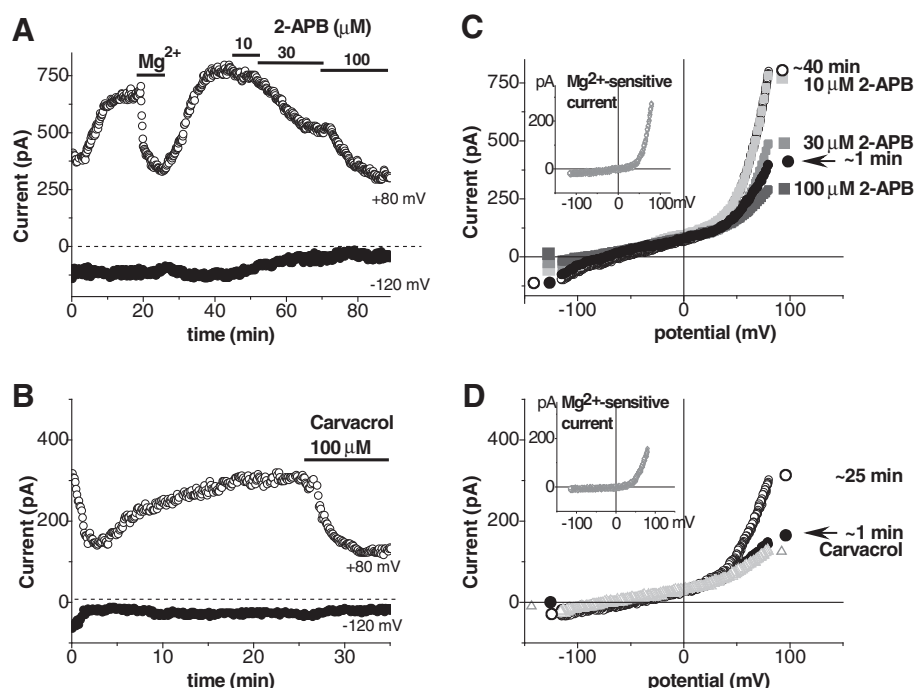 A
2-APB (μM)
Mg2+
10
30
100
750
500
250
0
Current (pA)
+80 mV
-120 mV
0
20
40
60
80
time (min)
C
pA
Mg2+-sensitive
current
200
0
-100
0
100mV
750
500
250
0
Current (pA)
~40 min
10 μM 2-APB
30 μM 2-APB
~1 min
100 μM 2-APB
-100
0
100
potential (mV)
B
Carvacrol
100 μM
400
200
0
Current (pA)
+80 mV
-120 mV
0
10
20
30
time (min)
D
pA
Mg2+-sensitive
current
200
0
-100
0
100 mV
400
200
0
Current (pA)
~25 min
~1 min
Carvacrol
-100
0
100
potential (mV)